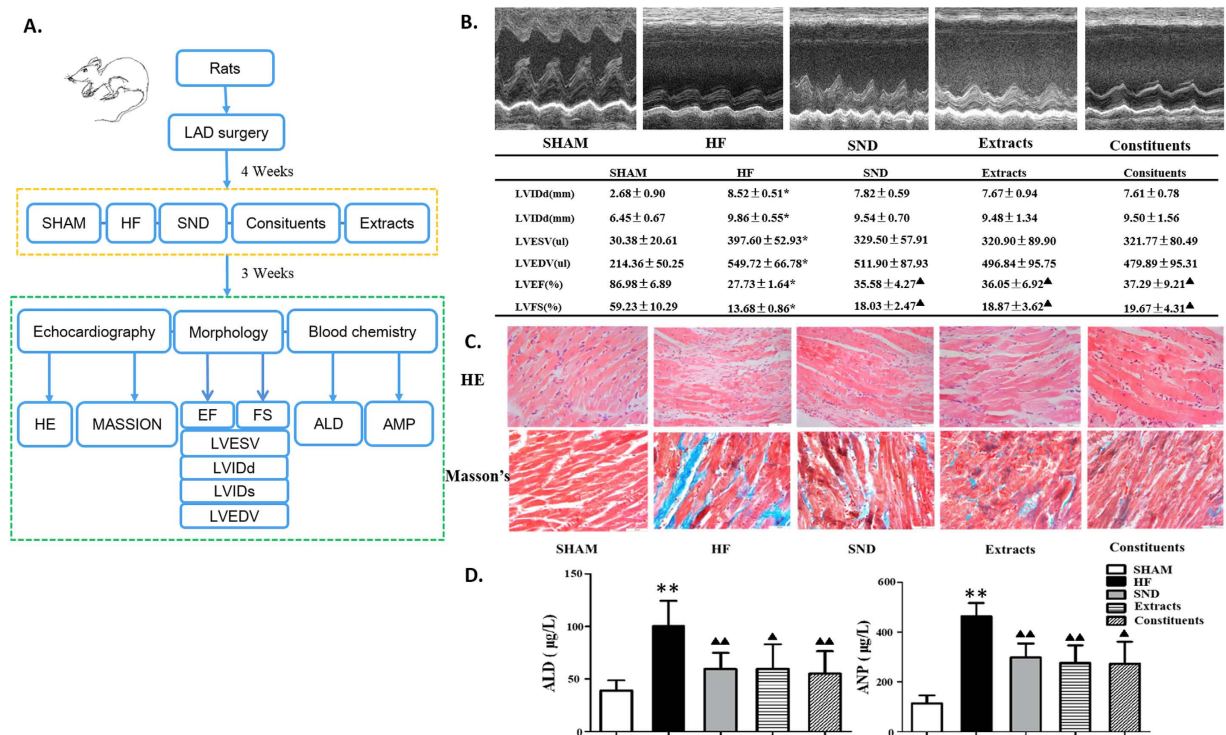 A.
Rats
LAD surgery
4 Weeks
SHAM HF SND Consituents Extracts
3 Weeks
Echocardiography Morphology Blood chemistry
HE MASSION EF FS ALD AMP
LVESV
LVIDd
LVIDs
LVEDV
B.
SHAM HF SND Extracts Constituents
SHAM HF SND Extracts Consituents
LVIDd(mm) 2.68±0.90 8.52±0.51* 7.82±0.59 7.67±0.94 7.61±0.78
LVIDd(mm) 6.45±0.67 9.86±0.55* 9.54±0.70 9.48±1.34 9.50±1.56
LVESV(ul) 30.38±20.61 397.60±52.93* 329.50±57.91 320.90±89.90 321.77±80.49
LVEDV(ul) 214.36±50.25 549.72±66.78* 511.90±87.93 496.84±95.75 479.89±95.31
LVEF(%) 86.98±6.89 27.73±1.64* 35.58±4.27▲ 36.05±6.92▲ 37.29±9.21▲
LVFS(%) 59.23±10.29 13.68±0.86* 18.03±2.47▲ 18.87±3.62▲ 19.67±4.31▲
C.
HE
Masson's
SHAM HF SND Extracts Constituents
D.
ALD ( μg/L)
150
100
50
0
**
▲▲
▲
▲▲
ANP ( μg/L)
600
400
200
0
**
▲▲
▲▲
▲
SHAM
HF
SND
Extracts
Constituents